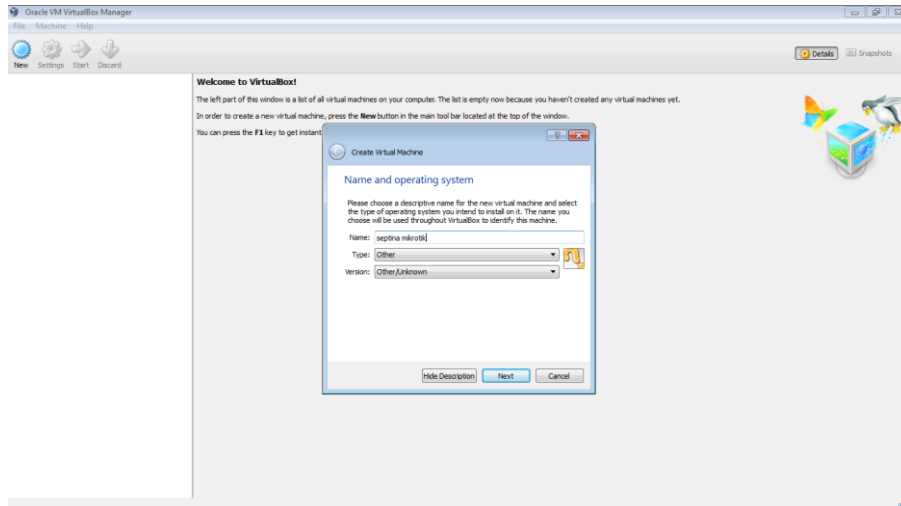 Oracle VM VirtualBox Manager
File Machine Help
New Settings Start Discard
Details Snapshots
Welcome to VirtualBox!
The left part of this window is a list of all virtual machines on your computer. The list is empty now because you haven't created any virtual machines yet.
In order to create a new virtual machine, press the New button in the main tool bar located at the top of the window.
You can press the F1 key to get instant
Create Virtual Machine
Name and operating system
Please choose a descriptive name for the new virtual machine and select
the type of operating system you intend to install on it. The name you
choose will be used throughout VirtualBox to identify this machine.
Name: septina mikrotik
Type: Other
Version: Other/Unknown
Hide Description Next Cancel